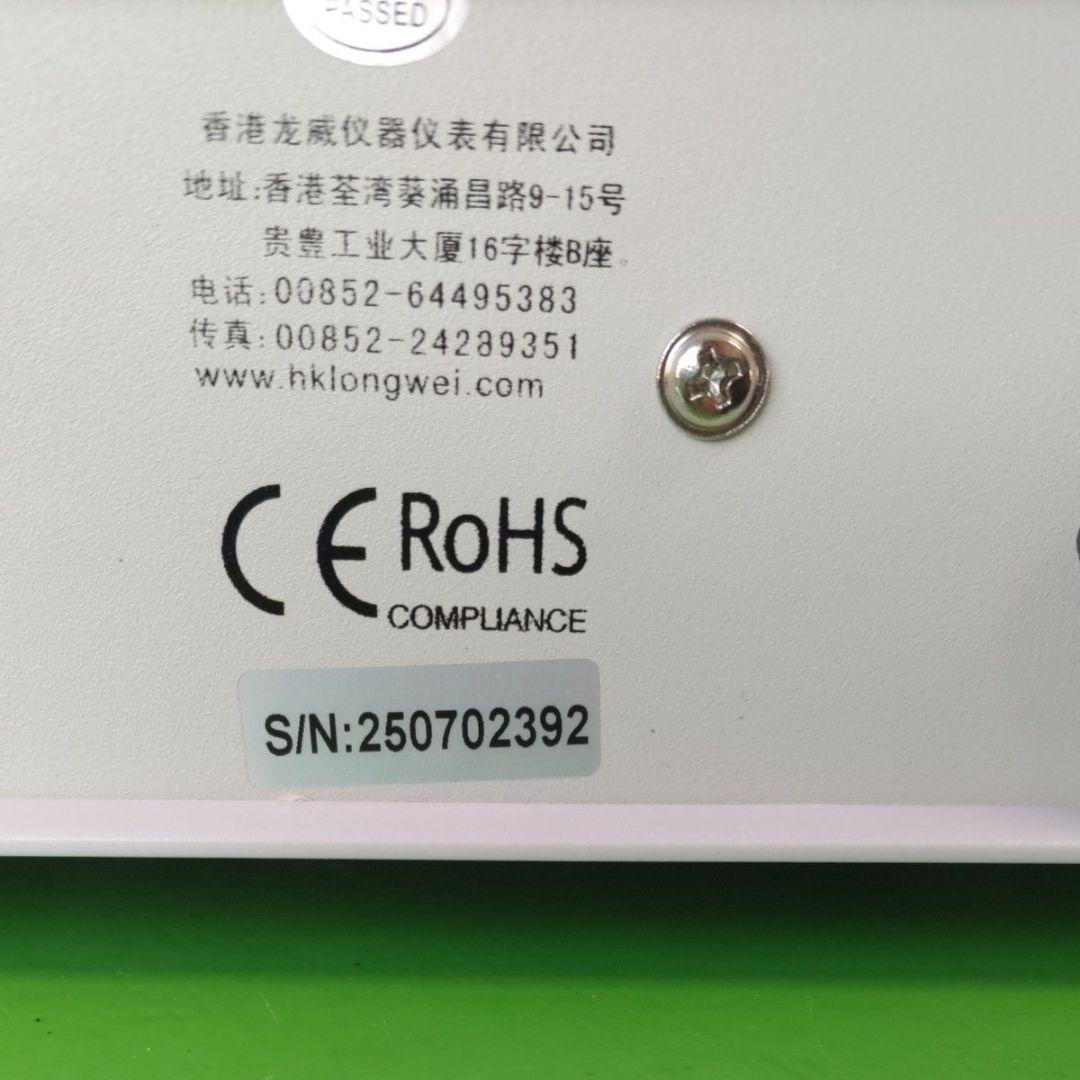 PASSED
香港龙威仪器仪表有限公司
地址:香港荃湾葵涌昌路9-15号
贵豊工业大厦16字楼B座。
电话:00852-64495383
传真:00852-24289351
www.hklongwei.com
CE RoHS
COMPLIANCE
S/N:250702392